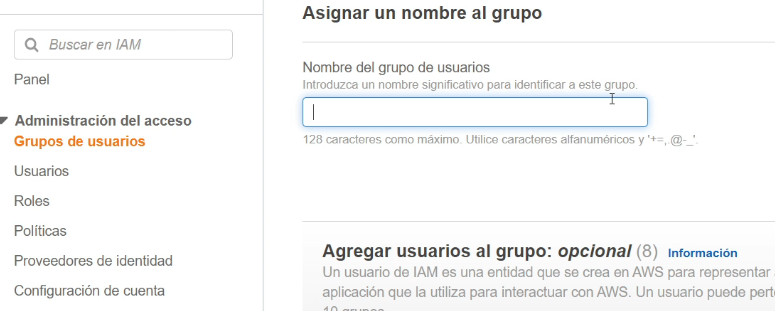 Buscar en IAM
Panel
Administración del acceso
Grupos de usuarios
Usuarios
Roles
Políticas
Proveedores de identidad
Configuración de cuenta
Asignar un nombre al grupo
Nombre del grupo de usuarios
Introduzca un nombre significativo para identificar a este grupo.
128 caracteres como máximo. Utilice caracteres alfanuméricos y '+=,.@-_'.
Agregar usuarios al grupo: opcional (8) Información
Un usuario de IAM es una entidad que se crea en AWS para representar
aplicación que la utiliza para interactuar con AWS. Un usuario puede
10 grupos